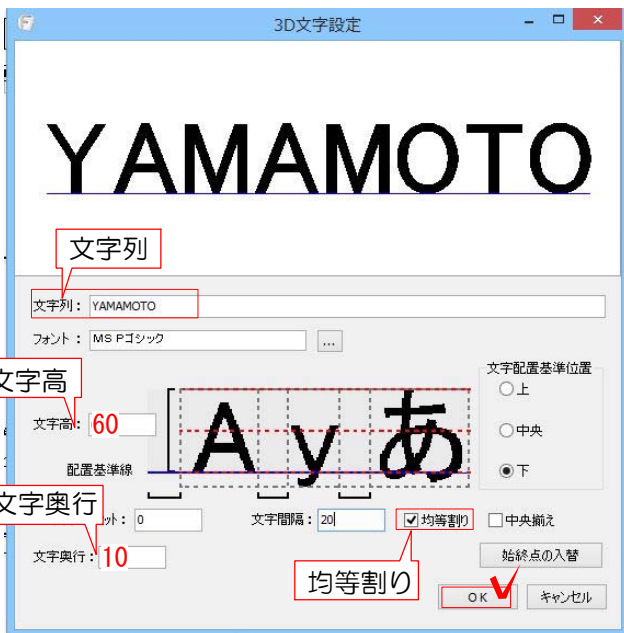 3D文字設定
YAMAMOTO
文字列
文字列： YAMAMOTO
フォント： MS Pゴシック ...
文字高
文字配置基準位置
上
文字高： 60
Ayあ
中央
配置基準線
下
文字奥行
ット： 0 文字間隔： 20 均等割り 中央揃え
文字奥行： 10
始終点の入替
均等割り
OK キャンセル